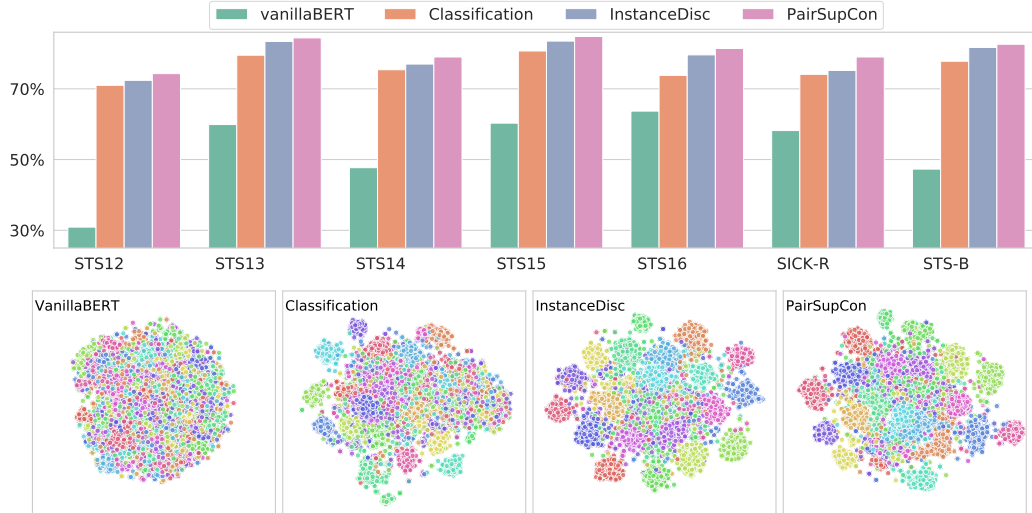 vanillaBERT Classification InstanceDisc PairSupCon
70%
50%
30%
STS12 STS13 STS14 STS15 STS16 SICK-R STS-B
VanillaBERT Classification InstanceDisc PairSupCon